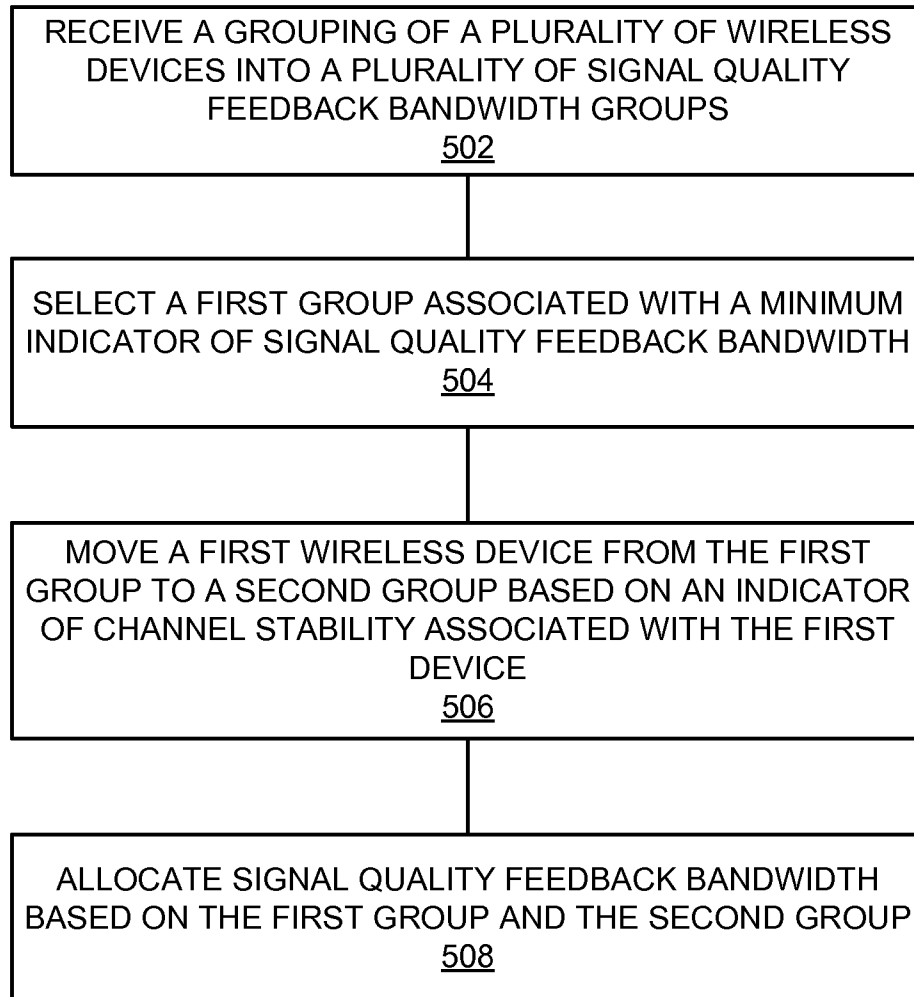 RECEIVE A GROUPING OF A PLURALITY OF WIRELESS
DEVICES INTO A PLURALITY OF SIGNAL QUALITY
FEEDBACK BANDWIDTH GROUPS
502
SELECT A FIRST GROUP ASSOCIATED WITH A MINIMUM
INDICATOR OF SIGNAL QUALITY FEEDBACK BANDWIDTH
504
MOVE A FIRST WIRELESS DEVICE FROM THE FIRST
GROUP TO A SECOND GROUP BASED ON AN INDICATOR
OF CHANNEL STABILITY ASSOCIATED WITH THE FIRST
DEVICE
506
ALLOCATE SIGNAL QUALITY FEEDBACK BANDWIDTH
BASED ON THE FIRST GROUP AND THE SECOND GROUP
508